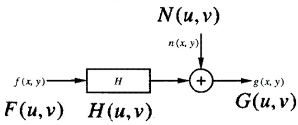 N(u,v)
n(x, y)
f(x, y) H g(x, y)
F(u,v) H(u,v) G(u,v)